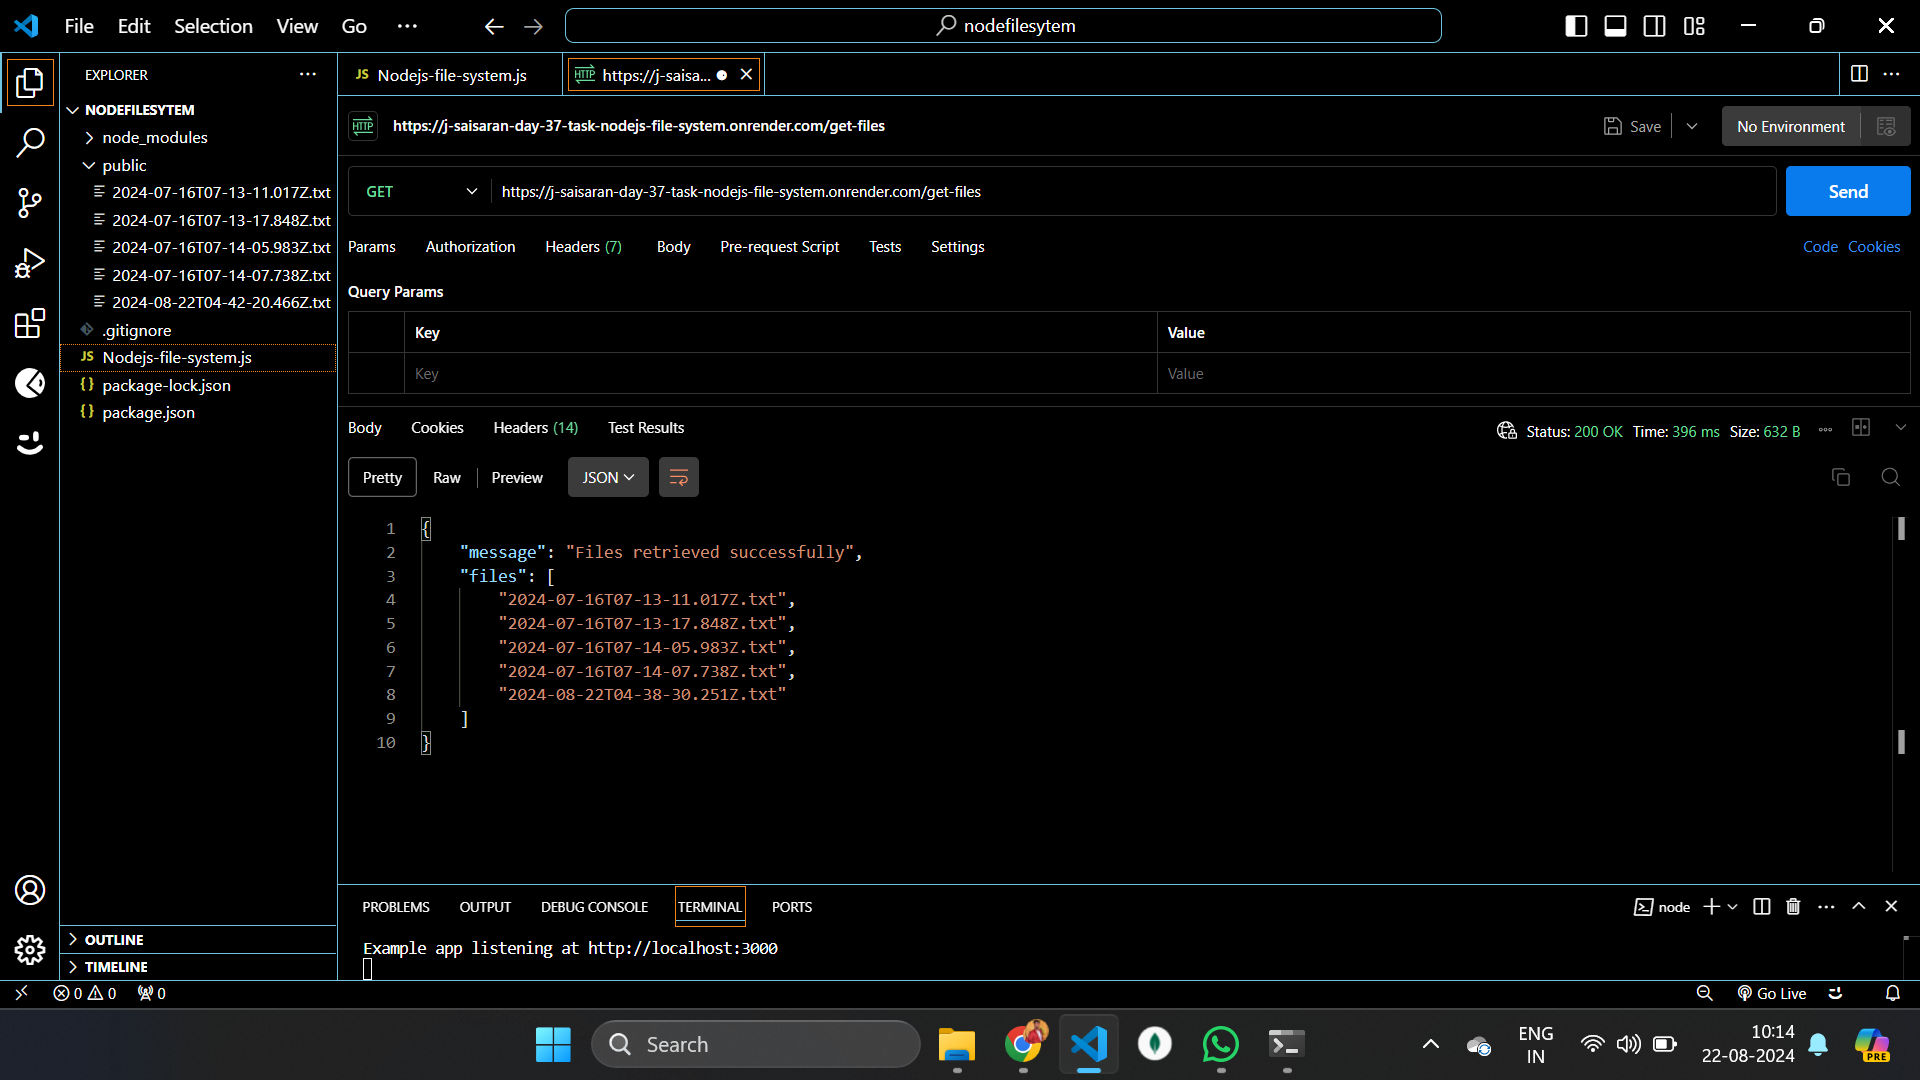 File Edit Selection View Go ··· nodefilesytem
EXPLORER ···
NODEFILESYTEM
node_modules
public
2024-07-16T07-13-11.017Z.txt
2024-07-16T07-13-17.848Z.txt
2024-07-16T07-14-05.983Z.txt
2024-07-16T07-14-07.738Z.txt
2024-08-22T04-42-20.466Z.txt
.gitignore
JS Nodejs-file-system.js
{} package-lock.json
{} package.json
OUTLINE
TIMELINE
JS Nodejs-file-system.js HTTP https://j-saisa...
HTTP https://j-saisaran-day-37-task-nodejs-file-system.onrender.com/get-files Save No Environment
GET https://j-saisaran-day-37-task-nodejs-file-system.onrender.com/get-files Send
Params Authorization Headers (7) Body Pre-request Script Tests Settings Code Cookies
Query Params
Key Value
Key Value
Body Cookies Headers (14) Test Results Status: 200 OK Time: 396 ms Size: 632 B
Pretty Raw Preview JSON
1 {
2 "message": "Files retrieved successfully",
3 "files": [
4 "2024-07-16T07-13-11.017Z.txt",
5 "2024-07-16T07-13-17.848Z.txt",
6 "2024-07-16T07-14-05.983Z.txt",
7 "2024-07-16T07-14-07.738Z.txt",
8 "2024-08-22T04-38-30.251Z.txt"
9 ]
10 }
PROBLEMS OUTPUT DEBUG CONSOLE TERMINAL PORTS node
Example app listening at http://localhost:3000
0 0 0 Go Live
Search ENG IN 10:14 22-08-2024 PRE